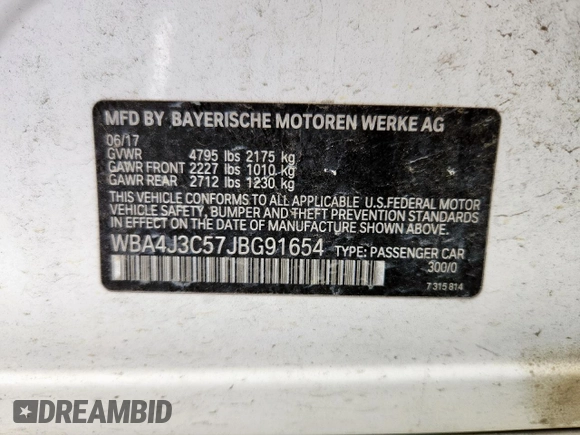 MFD BY BAYERISCHE MOTOREN WERKE AG
06/17
GVWR 4795 lbs 2175 kg
GAWR FRONT 2227 lbs 1010 kg
GAWR REAR 2712 lbs 1230 kg
THIS VEHICLE CONFORMS TO ALL APPLICABLE U.S.FEDERAL MOTOR
VEHICLE SAFETY, BUMPER AND THEFT PREVENTION STANDARDS
IN EFFECT ON THE DATE OF MANUFACTURE SHOWN ABOVE.
WBA4J3C57JBG91654 TYPE: PASSENGER CAR
300/0
7 315 814
DREAMBID